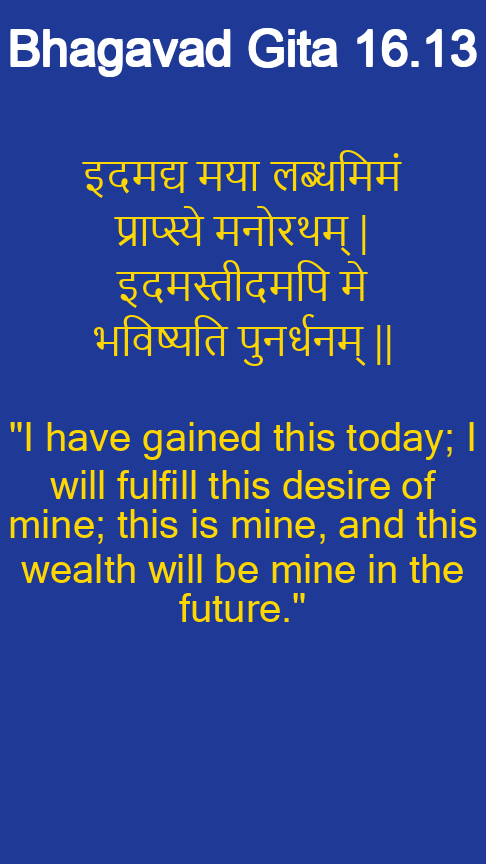 Bhagavad Gita 16.13
इदमद्य मया लब्धमिमं
प्राप्स्ये मनोरथम् |
इदमस्तीदमपि मे
भविष्यति पुनर्धनम् ||
"I have gained this today; I
will fulfill this desire of
mine; this is mine, and this
wealth will be mine in the
future."